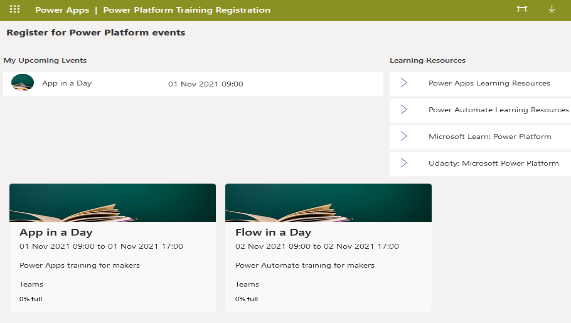 Power Apps | Power Platform Training Registration
Register for Power Platform events
My Upcoming Events
App in a Day 01 Nov 2021 09:00
Learning Resources
Power Apps Learning Resources
Power Automate Learning Resources
Microsoft Learn: Power Platform
Udacity: Microsoft Power Platform
App in a Day
01 Nov 2021 09:00 to 01 Nov 2021 17:00
Power Apps training for makers
Teams
0% full
Flow in a Day
02 Nov 2021 09:00 to 02 Nov 2021 17:00
Power Automate training for makers
Teams
0% full